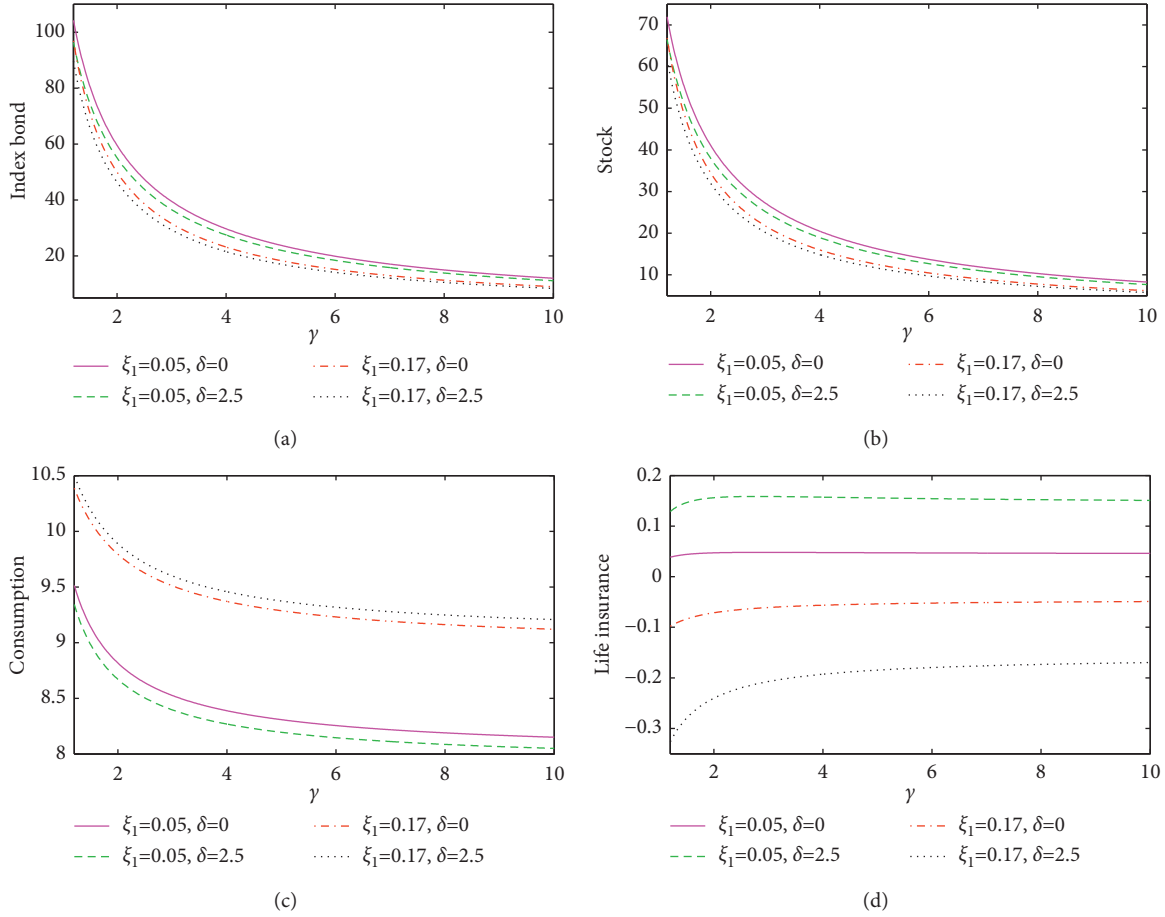 100
80
60
40
20
Index bond
2
4
6
8
10
γ
ξ1=0.05, δ=0
ξ1=0.17, δ=0
ξ1=0.05, δ=2.5
ξ1=0.17, δ=2.5
(a)
70
60
50
40
30
20
10
Stock
2
4
6
8
10
γ
ξ1=0.05, δ=0
ξ1=0.17, δ=0
ξ1=0.05, δ=2.5
ξ1=0.17, δ=2.5
(b)
10.5
10
9.5
9
8.5
8
Consumption
2
4
6
8
10
γ
ξ1=0.05, δ=0
ξ1=0.17, δ=0
ξ1=0.05, δ=2.5
ξ1=0.17, δ=2.5
(c)
0.2
0.1
0
−0.1
−0.2
−0.3
Life insurance
2
4
6
8
10
γ
ξ1=0.05, δ=0
ξ1=0.17, δ=0
ξ1=0.05, δ=2.5
ξ1=0.17, δ=2.5
(d)